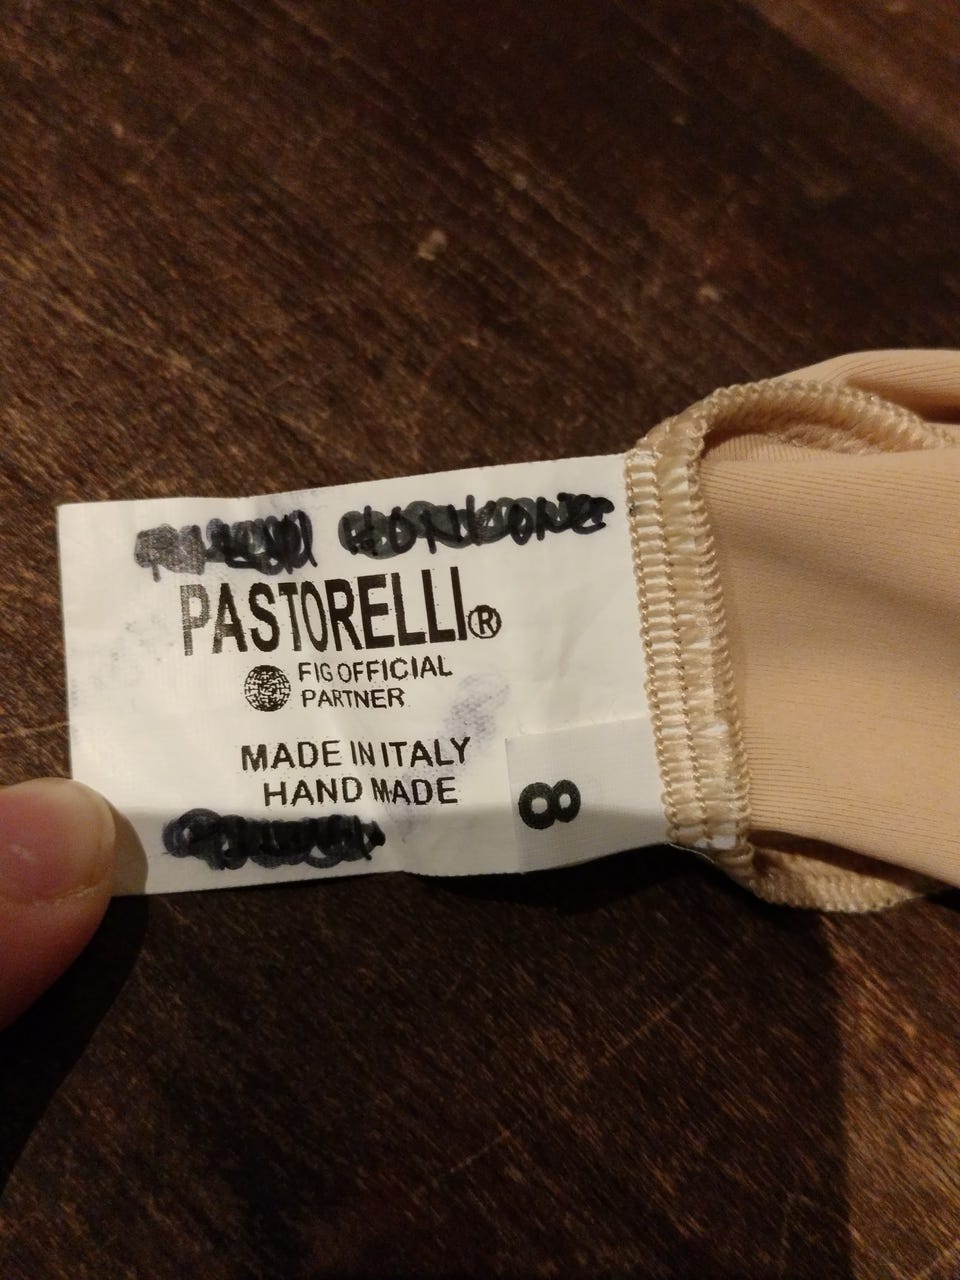 PASTORELLI®
FIG OFFICIAL
PARTNER
MADE IN ITALY
HAND MADE
8